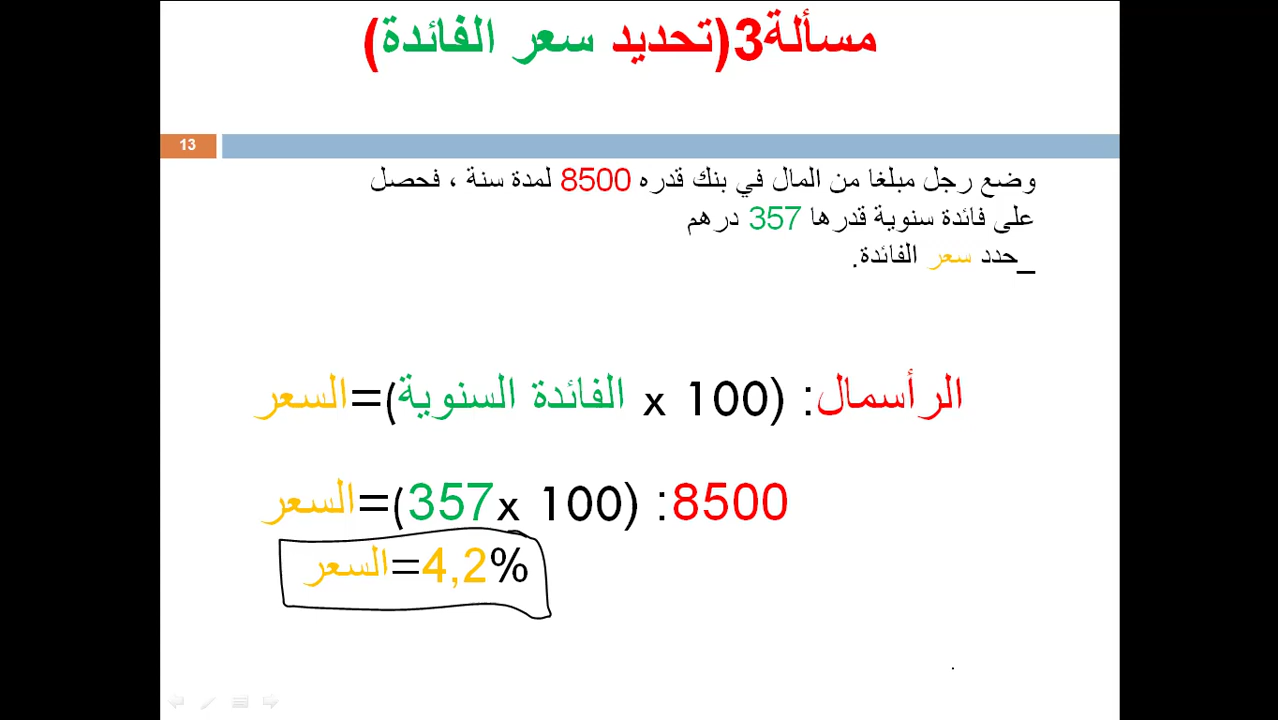 مسألة3(تحديد سعر الفائدة)
13
وضع رجل مبلغا من المال في بنك قدره 8500 لمدة سنة ، فحصل
على فائدة سنوية قدرها 357 درهم
_حدد سعر الفائدة.
السعر=(الفائدة السنوية x 100) :الرأسمال
السعر=(357x 100) :8500
السعر=4,2%